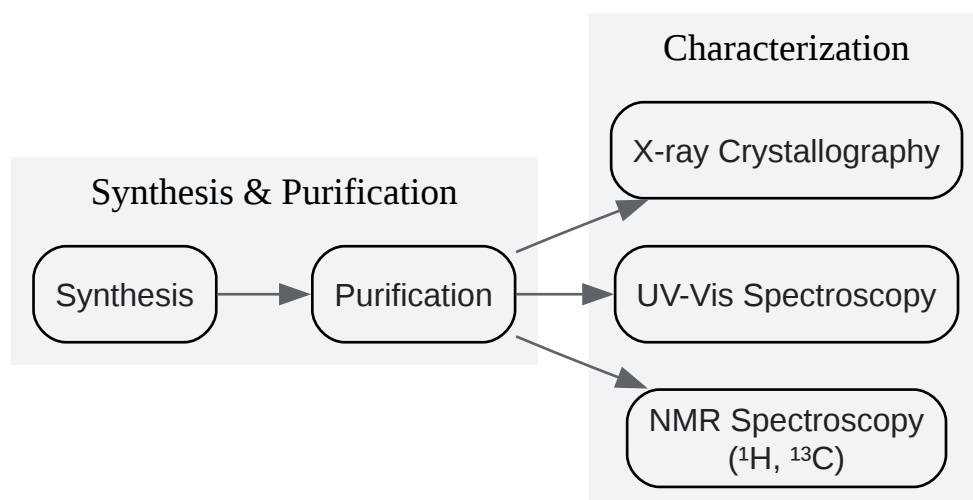 Synthesis & Purification
Synthesis
Purification
Characterization
X-ray Crystallography
UV-Vis Spectroscopy
NMR Spectroscopy
(¹H, ¹³C)